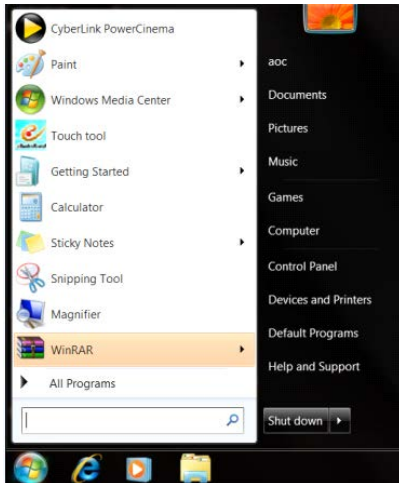 CyberLink PowerCinema
Paint
Windows Media Center
Touch tool
Getting Started
Calculator
Sticky Notes
Snipping Tool
Magnifier
WinRAR
All Programs
aoc
Documents
Pictures
Music
Games
Computer
Control Panel
Devices and Printers
Default Programs
Help and Support
Shut down